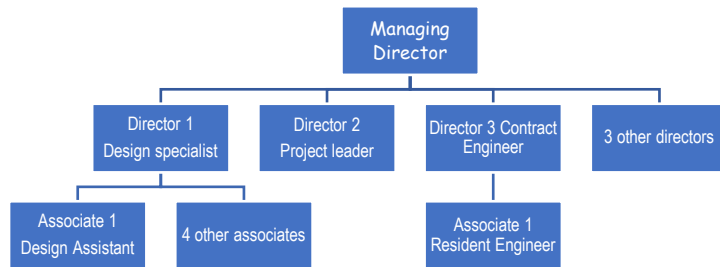 Managing
Director
Director 1
Design specialist
Director 2
Project leader
Director 3 Contract
Engineer
3 other directors
Associate 1
Design Assistant
4 other associates
Associate 1
Resident Engineer